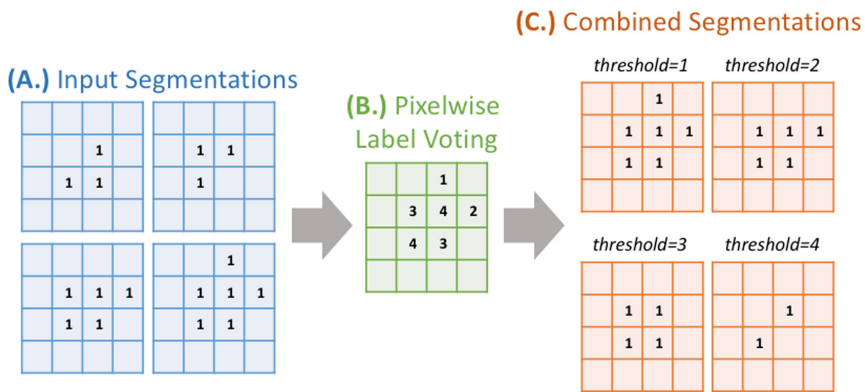 (A.) Input Segmentations
1
1 1
1 1
1
1 1 1
1 1
1
1 1 1
1 1
(B.) Pixelwise
Label Voting
1
3 4 2
4 3
(C.) Combined Segmentations
threshold=1
1
1 1 1
1 1
threshold=2
1 1 1
1 1
threshold=3
1 1
1 1
threshold=4
1
1